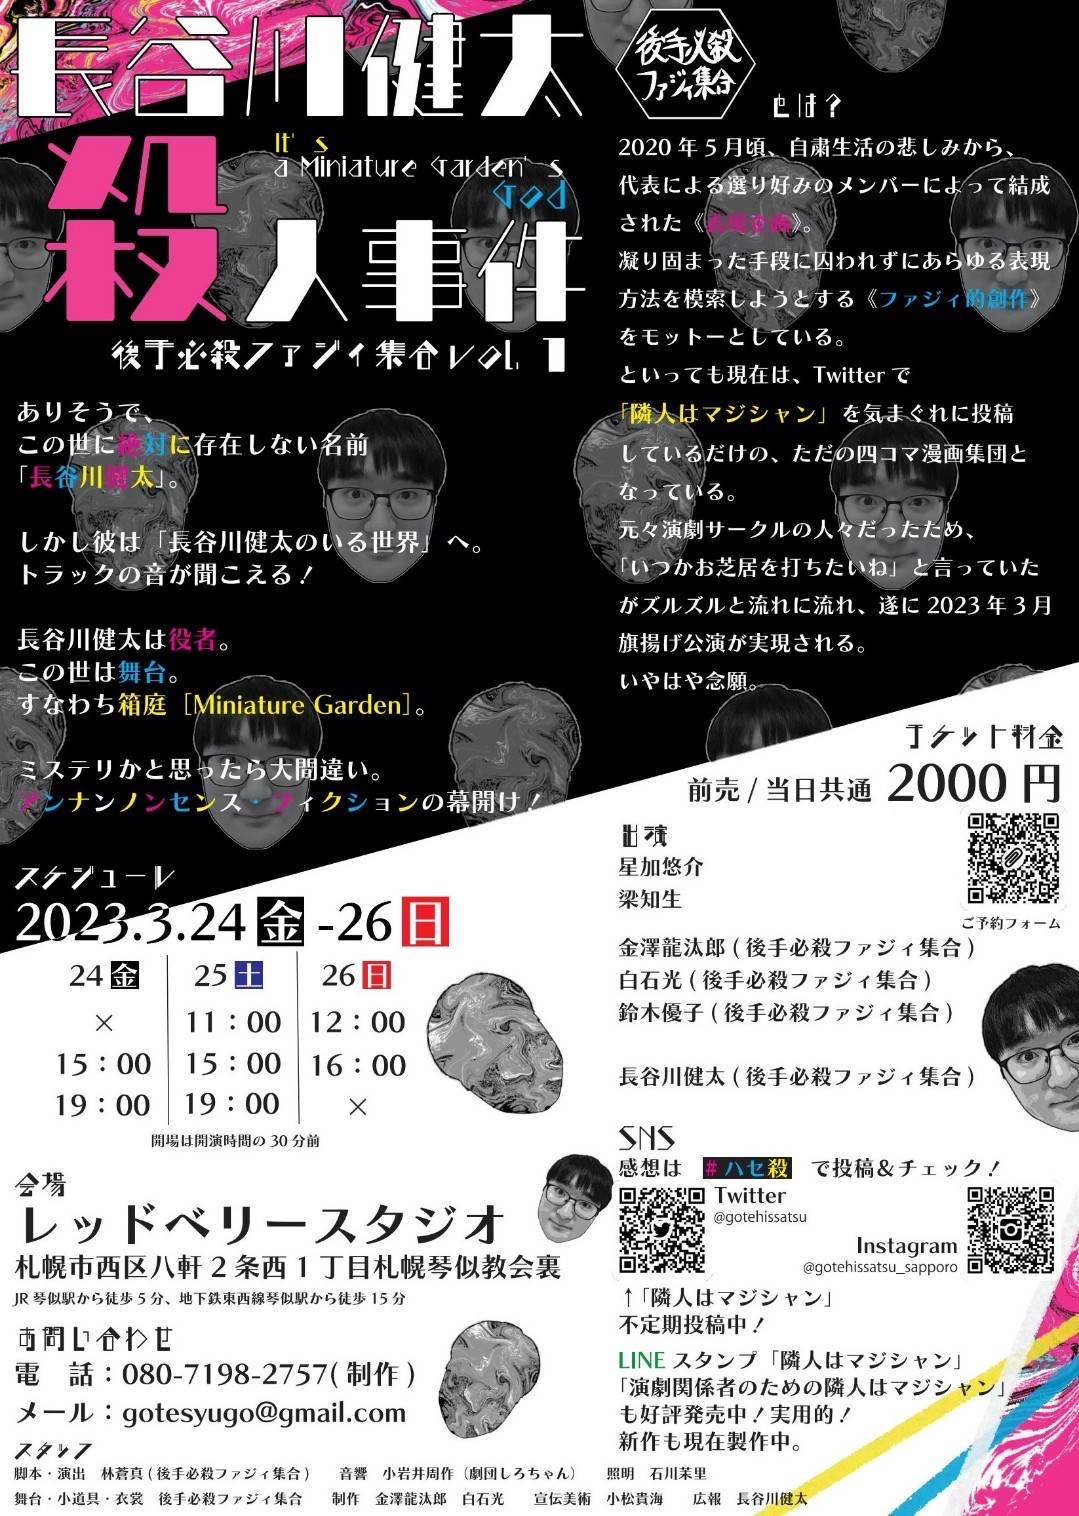 長谷川健太
殺
殺人事件
It's
a Miniature Garden's
God
後手必殺ファジィ集合vol. 1
ありそうで、
この世に絶対に存在しない名前
「長谷川健太」。
しかし彼は「長谷川健太のいる世界」へ。
トラックの音が聞こえる!
長谷川健太は役者。
この世は舞台。
すなわち箱庭［Miniature Garden］。
ミステリかと思ったら大間違い。
アンナンノンセンス・フィクションの幕開け!
後手必殺
ファジィ集合
とは?
2020年5月頃、自粛生活の悲しみから、
代表による選り好みのメンバーによって結成
された《表現企画》。
凝り固まった手段に囚われずにあらゆる表現
方法を模索しようとする《ファジィ的創作》
をモットーとしている。
といっても現在は、Twitterで
「隣人はマジシャン」を気まぐれに投稿
しているだけの、ただの四コマ漫画集団と
なっている。
元々演劇サークルの人々だったため、
「いつかお芝居を打ちたいね」と言っていた
がズルズルと流れに流れ、遂に2023年3月
旗揚げ公演が実現される。
いやはや念願。
チケット料金
前売/当日共通 2000円
ご予約フォーム
出演
星加悠介
梁知生
金澤龍汰郎(後手必殺ファジィ集合)
白石光(後手必殺ファジィ集合)
鈴木優子(後手必殺ファジィ集合)
長谷川健太(後手必殺ファジィ集合)
スケジュール
2023.3.24金-26日
24金 25土 26日
× 11：00 12：00
15：00 15：00 16：00
19：00 19：00 ×
開場は開演時間の30分前
会場
レッドベリースタジオ
札幌市西区八軒2条西1丁目札幌琴似教会裏
JR琴似駅から徒歩5分、地下鉄東西線琴似駅から徒歩15分
お問い合わせ
電　話：080-7198-2757(制作)
メール：gotesyugo@gmail.com
SNS
感想は #ハセ殺 で投稿&チェック!
Twitter
@gotehissatsu
Instagram
@gotehissatsu_sapporo
↑「隣人はマジシャン」
不定期投稿中!
LINEスタンプ「隣人はマジシャン」
「演劇関係者のための隣人はマジシャン」
も好評発売中!実用的!
新作も現在製作中。
スタッフ
脚本・演出　林蒼真(後手必殺ファジィ集合)　音響　小岩井周作（劇団しろちゃん）　照明　石川茉里
舞台・小道具・衣裳　後手必殺ファジィ集合　制作　金澤龍汰郎　白石光　宣伝美術　小松貴海　広報　長谷川健太